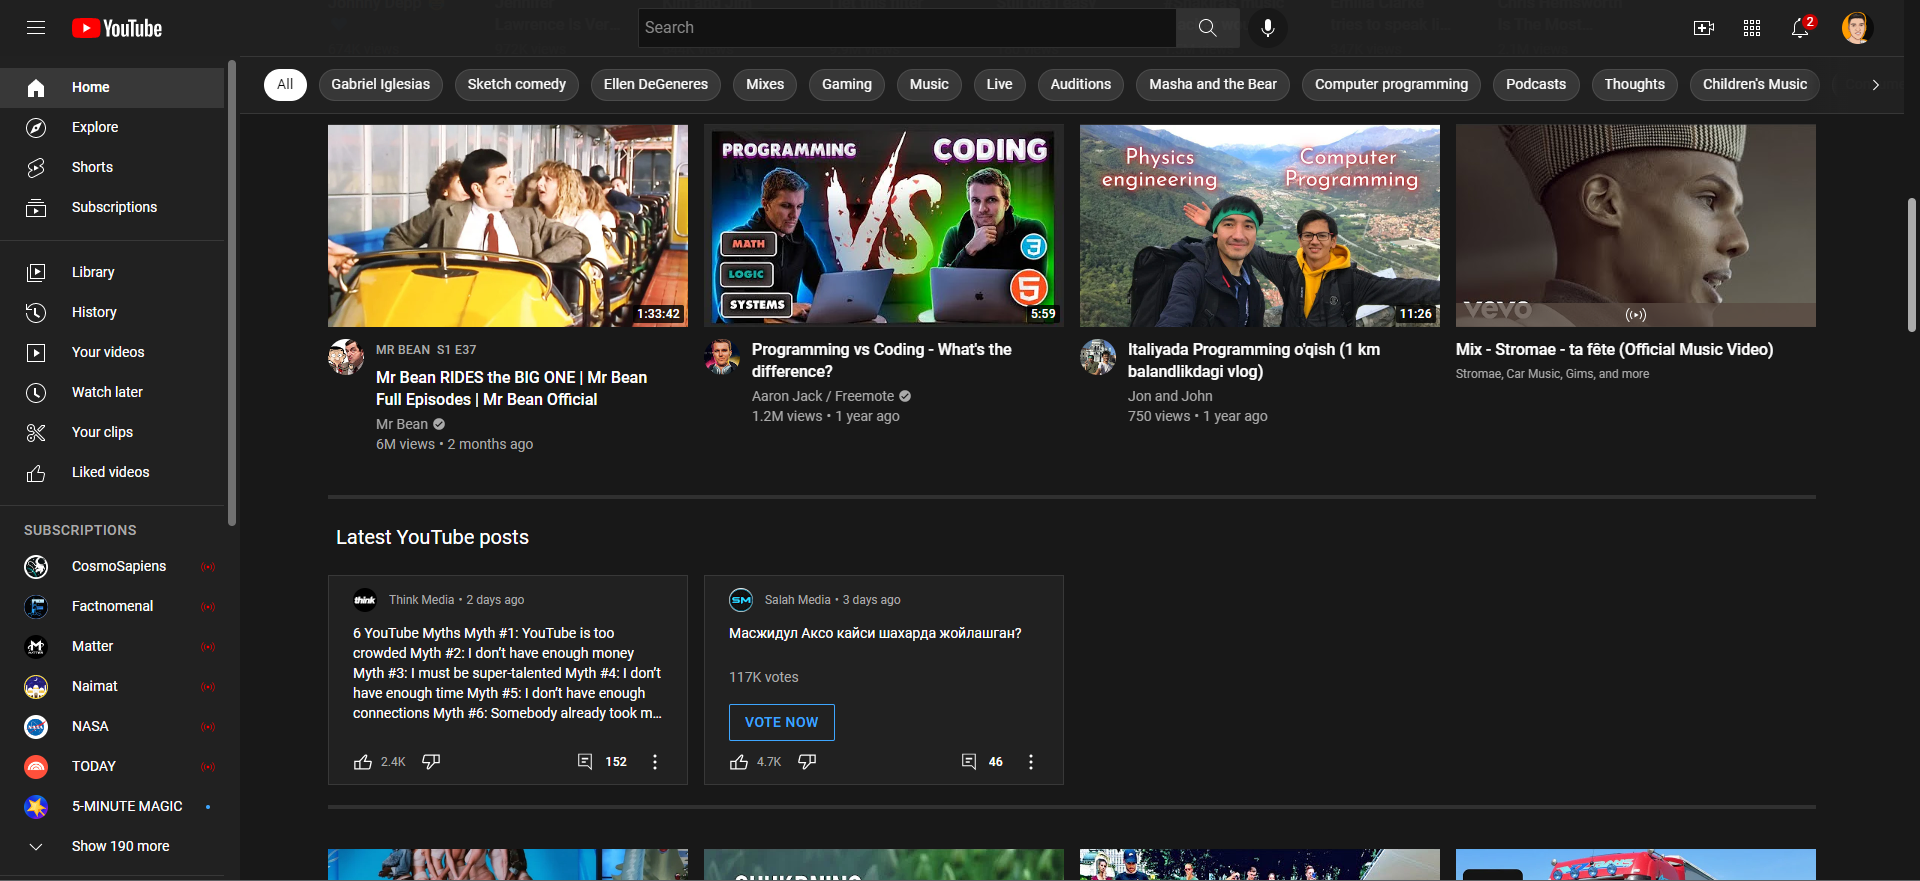 YouTube
Search
2
Home
Explore
Shorts
Subscriptions
Library
History
Your videos
Watch later
Your clips
Liked videos
SUBSCRIPTIONS
CosmoSapiens
Factnomenal
Matter
Naimat
NASA
TODAY
5-MINUTE MAGIC
Show 190 more
All
Gabriel Iglesias
Sketch comedy
Ellen DeGeneres
Mixes
Gaming
Music
Live
Auditions
Masha and the Bear
Computer programming
Podcasts
Thoughts
Children's Music
1:33:42
MR BEAN S1 E37
Mr Bean RIDES the BIG ONE | Mr Bean
Full Episodes | Mr Bean Official
Mr Bean
6M views • 2 months ago
PROGRAMMING
VS
CODING
MATH
LOGIC
SYSTEMS
3
5
5:59
Programming vs Coding - What's the
difference?
Aaron Jack / Freemote
1.2M views • 1 year ago
Physics
engineering
Computer
Programming
11:26
Italiyada Programming o'qish (1 km
balandlikdagi vlog)
Jon and John
750 views • 1 year ago
vevo
Mix - Stromae - ta fête (Official Music Video)
Stromae, Car Music, Gims, and more
Latest YouTube posts
think
Think Media • 2 days ago
6 YouTube Myths Myth #1: YouTube is too
crowded Myth #2: I don’t have enough money
Myth #3: I must be super-talented Myth #4: I don’t
have enough time Myth #5: I don’t have enough
connections Myth #6: Somebody already took m...
2.4K
152
SM
Salah Media • 3 days ago
Масжидул Аксо кайси шахарда жойлашган?
117K votes
VOTE NOW
4.7K
46